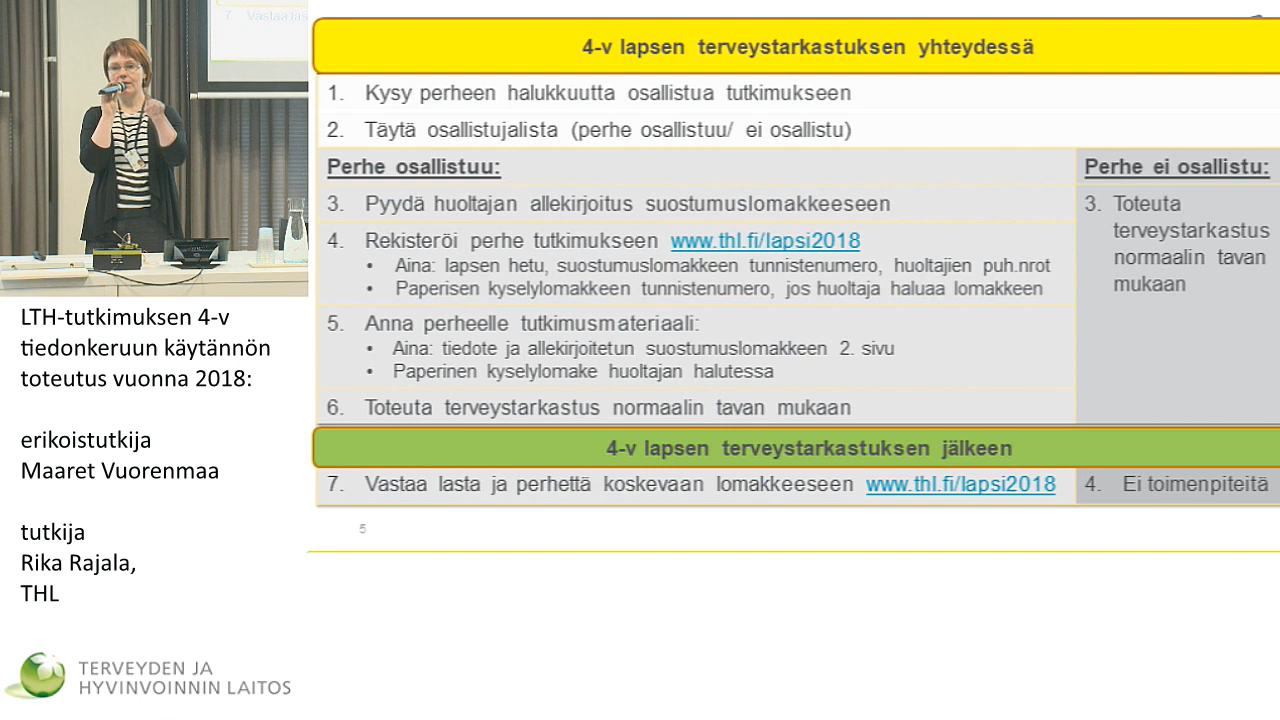 7 Vastaa las
LTH-tutkimuksen 4-v
tiedonkeruun käytännön
toteutus vuonna 2018:
erikoistutkija
Maaret Vuorenmaa
tutkija
Rika Rajala,
THL
TERVEYDEN JA
HYVINVOINNIN LAITOS
4-v lapsen terveystarkastuksen yhteydessä
1. Kysy perheen halukkuutta osallistua tutkimukseen
2. Täytä osallistujalista (perhe osallistuu/ ei osallistu)
Perhe osallistuu:
3. Pyydä huoltajan allekirjoitus suostumuslomakkeeseen
4. Rekisteröi perhe tutkimukseen www.thl.fi/lapsi2018
• Aina: lapsen hetu, suostumuslomakkeen tunnistenumero, huoltajien puh.nrot
• Paperisen kyselylomakkeen tunnistenumero, jos huoltaja haluaa lomakkeen
5. Anna perheelle tutkimusmateriaali:
• Aina: tiedote ja allekirjoitetun suostumuslomakkeen 2. sivu
• Paperinen kyselylomake huoltajan halutessa
6. Toteuta terveystarkastus normaalin tavan mukaan
Perhe ei osallistu:
3. Toteuta
terveystarkastus
normaalin tavan
mukaan
4-v lapsen terveystarkastuksen jälkeen
7. Vastaa lasta ja perhettä koskevaan lomakkeeseen www.thl.fi/lapsi2018
4. Ei toimenpiteitä
5